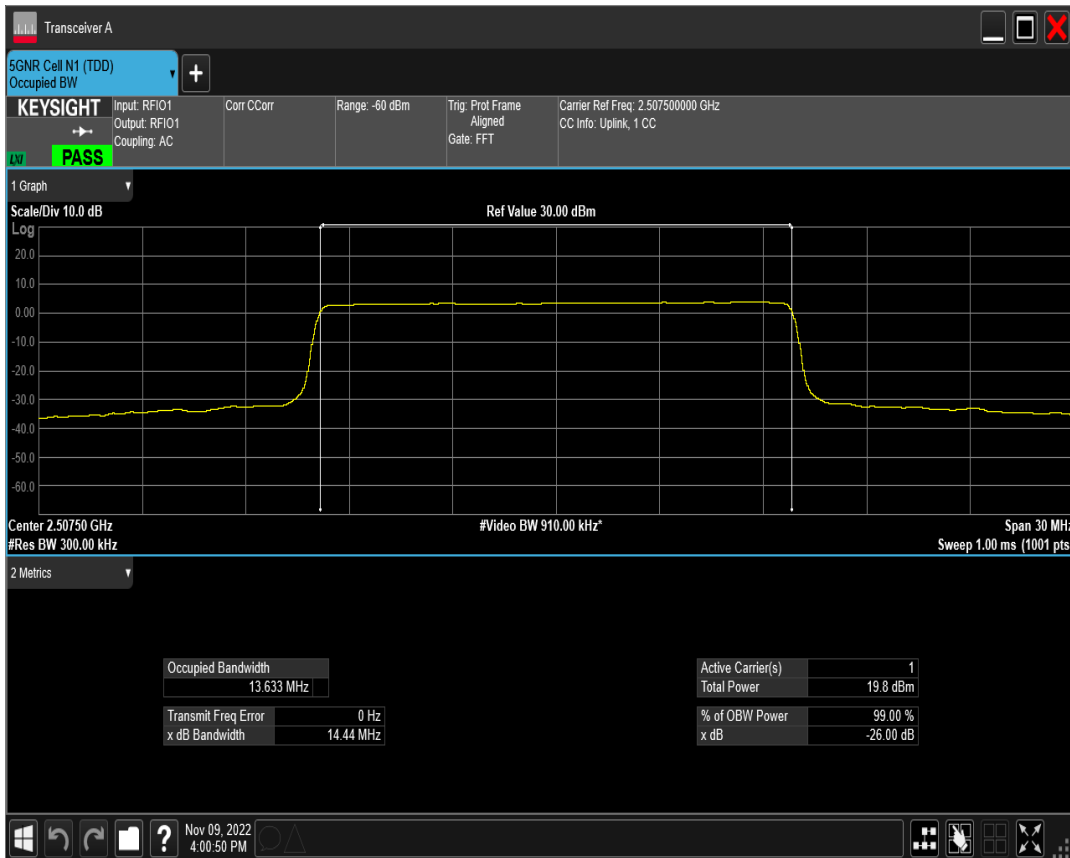 Transceiver A
5GNR Cell N1 (TDD)
Occupied BW
+
KEYSIGHT
LXI
PASS
Input: RFIO1
Output: RFIO1
Coupling: AC
Corr CCorr
Range: -60 dBm
Trig: Prot Frame
Aligned
Gate: FFT
Carrier Ref Freq: 2.507500000 GHz
CC Info: Uplink, 1 CC
1 Graph
Scale/Div 10.0 dB
Ref Value 30.00 dBm
Log
20.0
10.0
0.00
-10.0
-20.0
-30.0
-40.0
-50.0
-60.0
Center 2.50750 GHz
#Video BW 910.00 kHz*
Span 30 MHz
#Res BW 300.00 kHz
Sweep 1.00 ms (1001 pts
2 Metrics
Occupied Bandwidth
13.633 MHz
Transmit Freq Error 0 Hz
x dB Bandwidth 14.44 MHz
Active Carrier(s) 1
Total Power 19.8 dBm
% of OBW Power 99.00 %
x dB -26.00 dB
?
Nov 09, 2022
4:00:50 PM